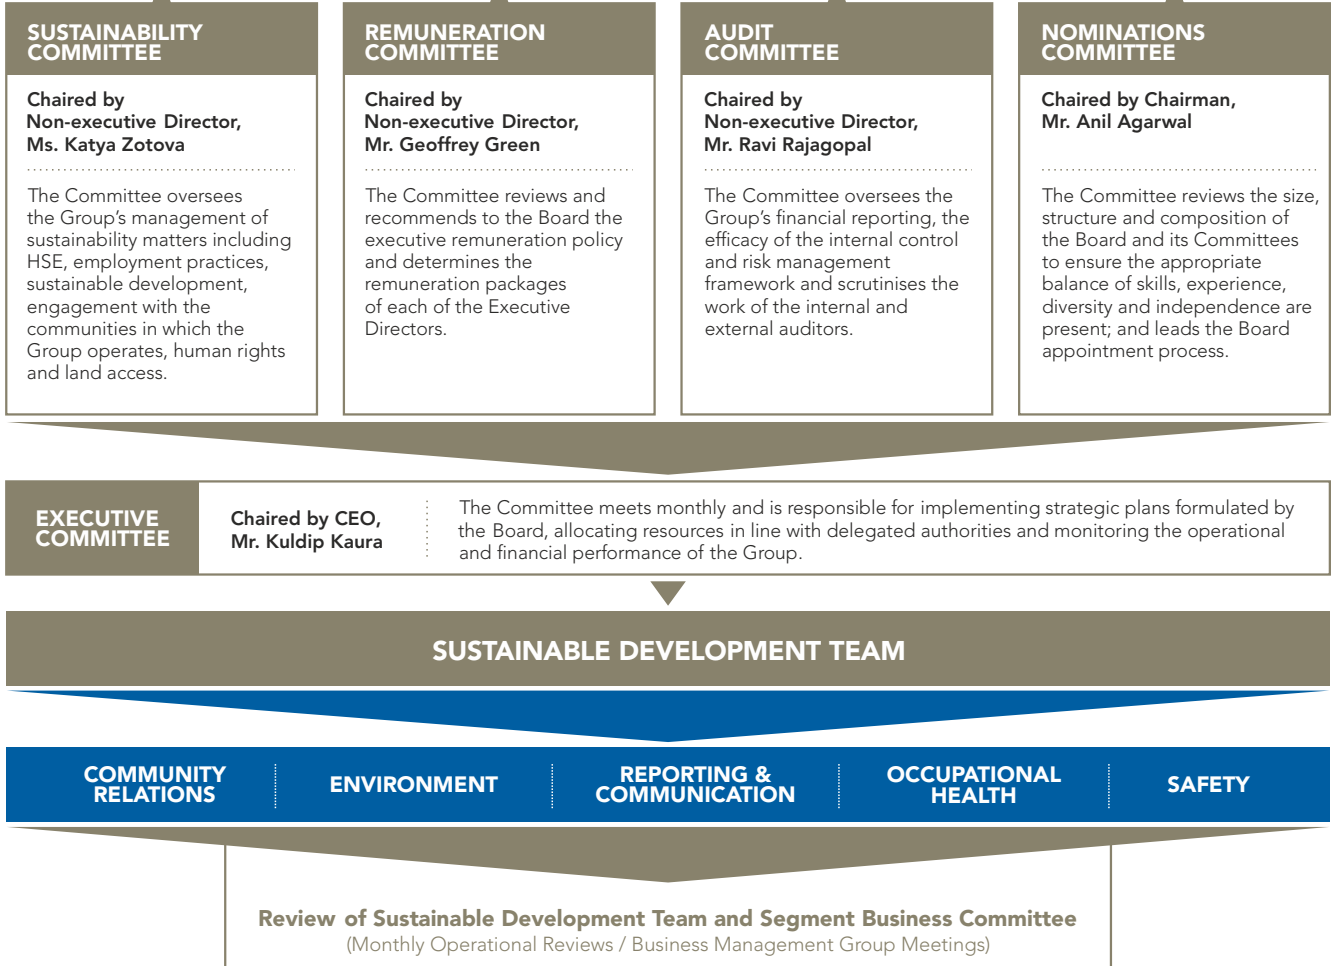 SUSTAINABILITY
COMMITTEE
Chaired by
Non-executive Director,
Ms. Katya Zotova
The Committee oversees
the Group’s management of
sustainability matters including
HSE, employment practices,
sustainable development,
engagement with the
communities in which the
Group operates, human rights
and land access.
REMUNERATION
COMMITTEE
Chaired by
Non-executive Director,
Mr. Geoffrey Green
The Committee reviews and
recommends to the Board the
executive remuneration policy
and determines the
remuneration packages
of each of the Executive
Directors.
AUDIT
COMMITTEE
Chaired by
Non-executive Director,
Mr. Ravi Rajagopal
The Committee oversees the
Group’s financial reporting, the
efficacy of the internal control
and risk management
framework and scrutinises the
work of the internal and
external auditors.
NOMINATIONS
COMMITTEE
Chaired by Chairman,
Mr. Anil Agarwal
The Committee reviews the size,
structure and composition of
the Board and its Committees
to ensure the appropriate
balance of skills, experience,
diversity and independence are
present; and leads the Board
appointment process.
EXECUTIVE
COMMITTEE
Chaired by CEO,
Mr. Kuldip Kaura
The Committee meets monthly and is responsible for implementing strategic plans formulated by
the Board, allocating resources in line with delegated authorities and monitoring the operational
and financial performance of the Group.
SUSTAINABLE DEVELOPMENT TEAM
COMMUNITY
RELATIONS
ENVIRONMENT
REPORTING &
COMMUNICATION
OCCUPATIONAL
HEALTH
SAFETY
Review of Sustainable Development Team and Segment Business Committee
(Monthly Operational Reviews / Business Management Group Meetings)